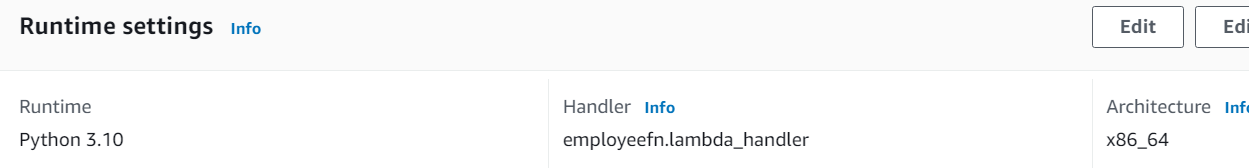 Runtime settings Info
Edit
Runtime
Python 3.10
Handler Info
employeefn.lambda_handler
Architecture
x86_64